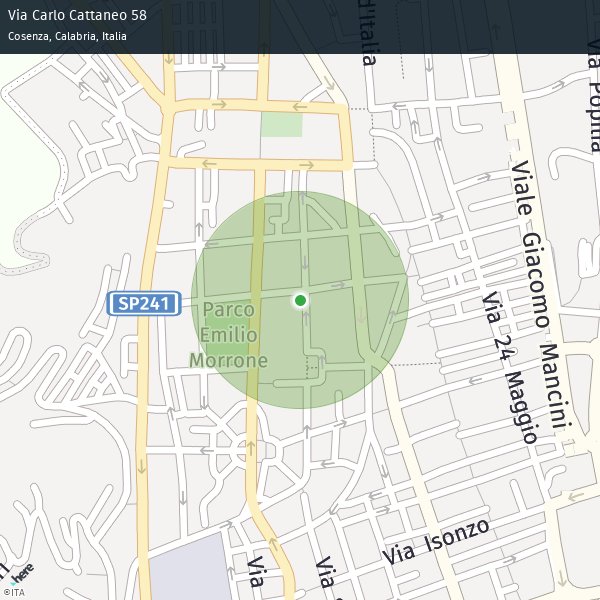 Via Carlo Cattaneo 58
Cosenza, Calabria, Italia
d'Italia
Via Popilia
Viale Giacomo Mancini
SP241
Parco
Emilio
Morrone
Via 24 Maggio
Via Isonzo
Via
Via
here
©ITA